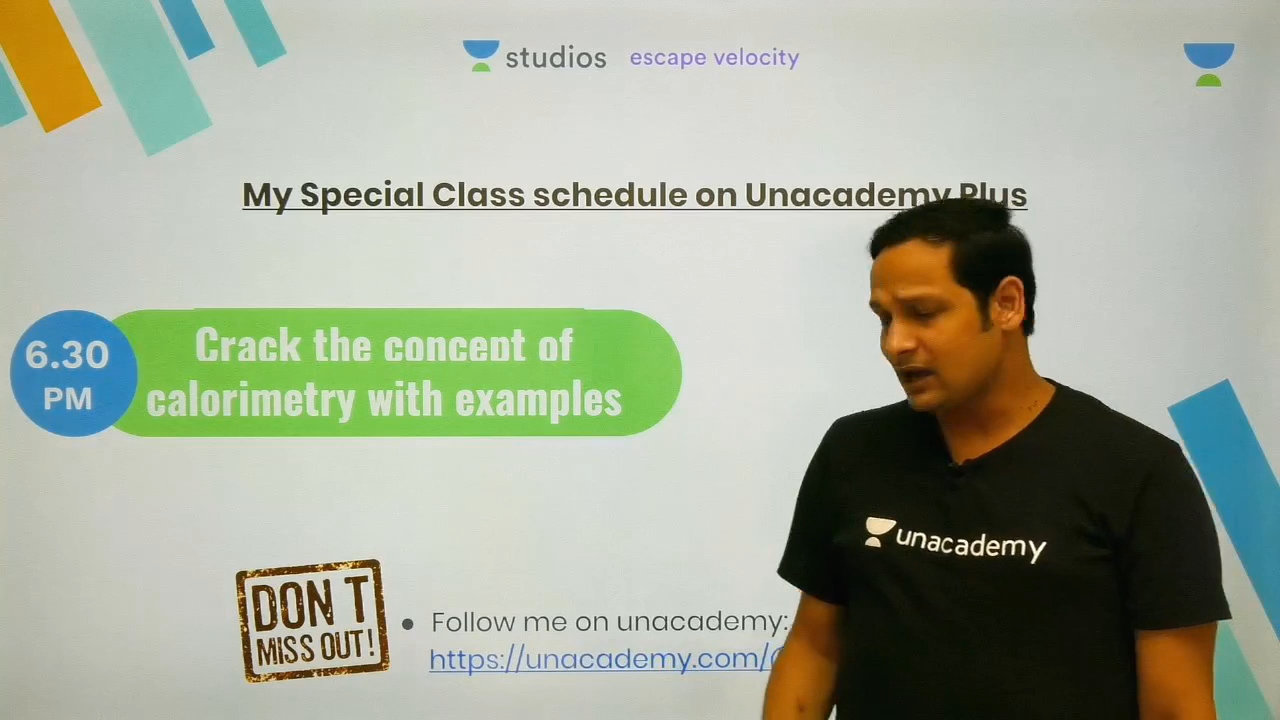 studios escape velocity
My Special Class schedule on Unacademy Plus
6.30
PM
Crack the concept of
calorimetry with examples
DON T
MISS OUT!
• Follow me on unacademy:
https://unacademy.com/@
unacademy